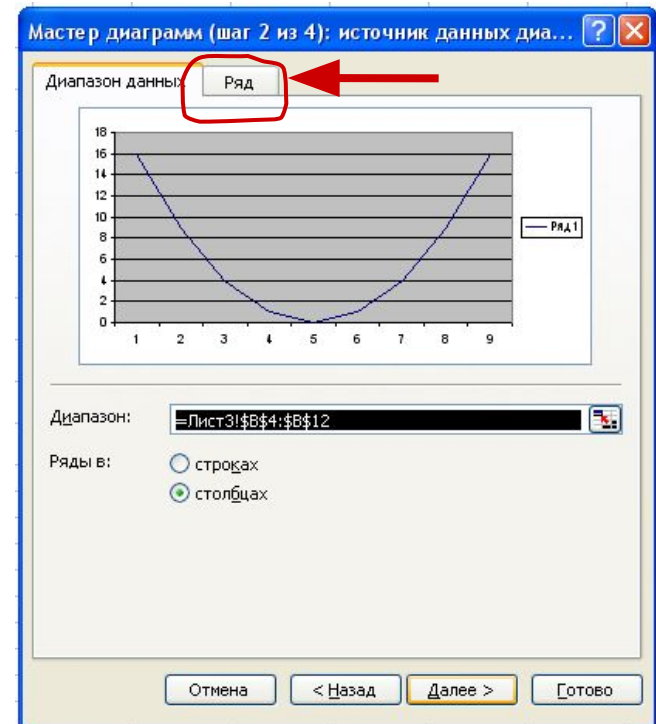 Мастер диаграмм (шаг 2 из 4): источник данных диа...
Диапазон данных Ряд
18
16
14
12
10
8
6
4
2
0
1 2 3 4 5 6 7 8 9
Ряд1
Диапазон: =Лист3!$B$4:$B$12
Ряды в: строках
столбцах
Отмена < Назад Далее > Готово